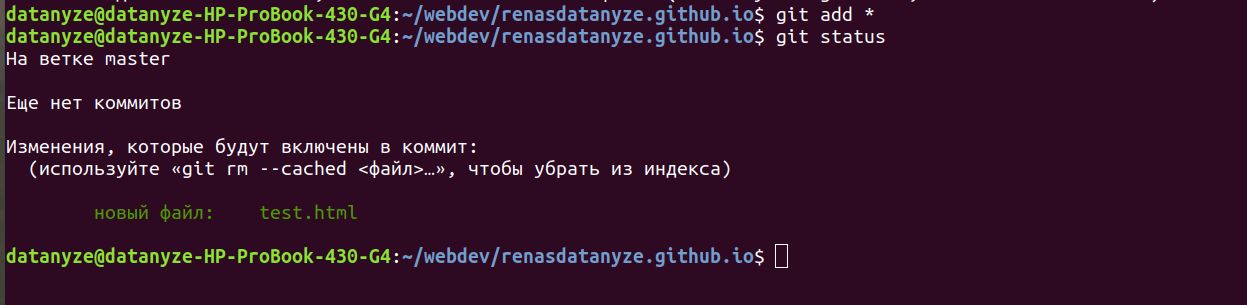 datanyze@datanyze-HP-ProBook-430-G4:~/webdev/renasdatanyze.github.io$ git add *
datanyze@datanyze-HP-ProBook-430-G4:~/webdev/renasdatanyze.github.io$ git status
На ветке master
Еще нет коммитов
Изменения, которые будут включены в коммит:
(используйте «git rm --cached <файл>…», чтобы убрать из индекса)
новый файл: test.html
datanyze@datanyze-HP-ProBook-430-G4:~/webdev/renasdatanyze.github.io$